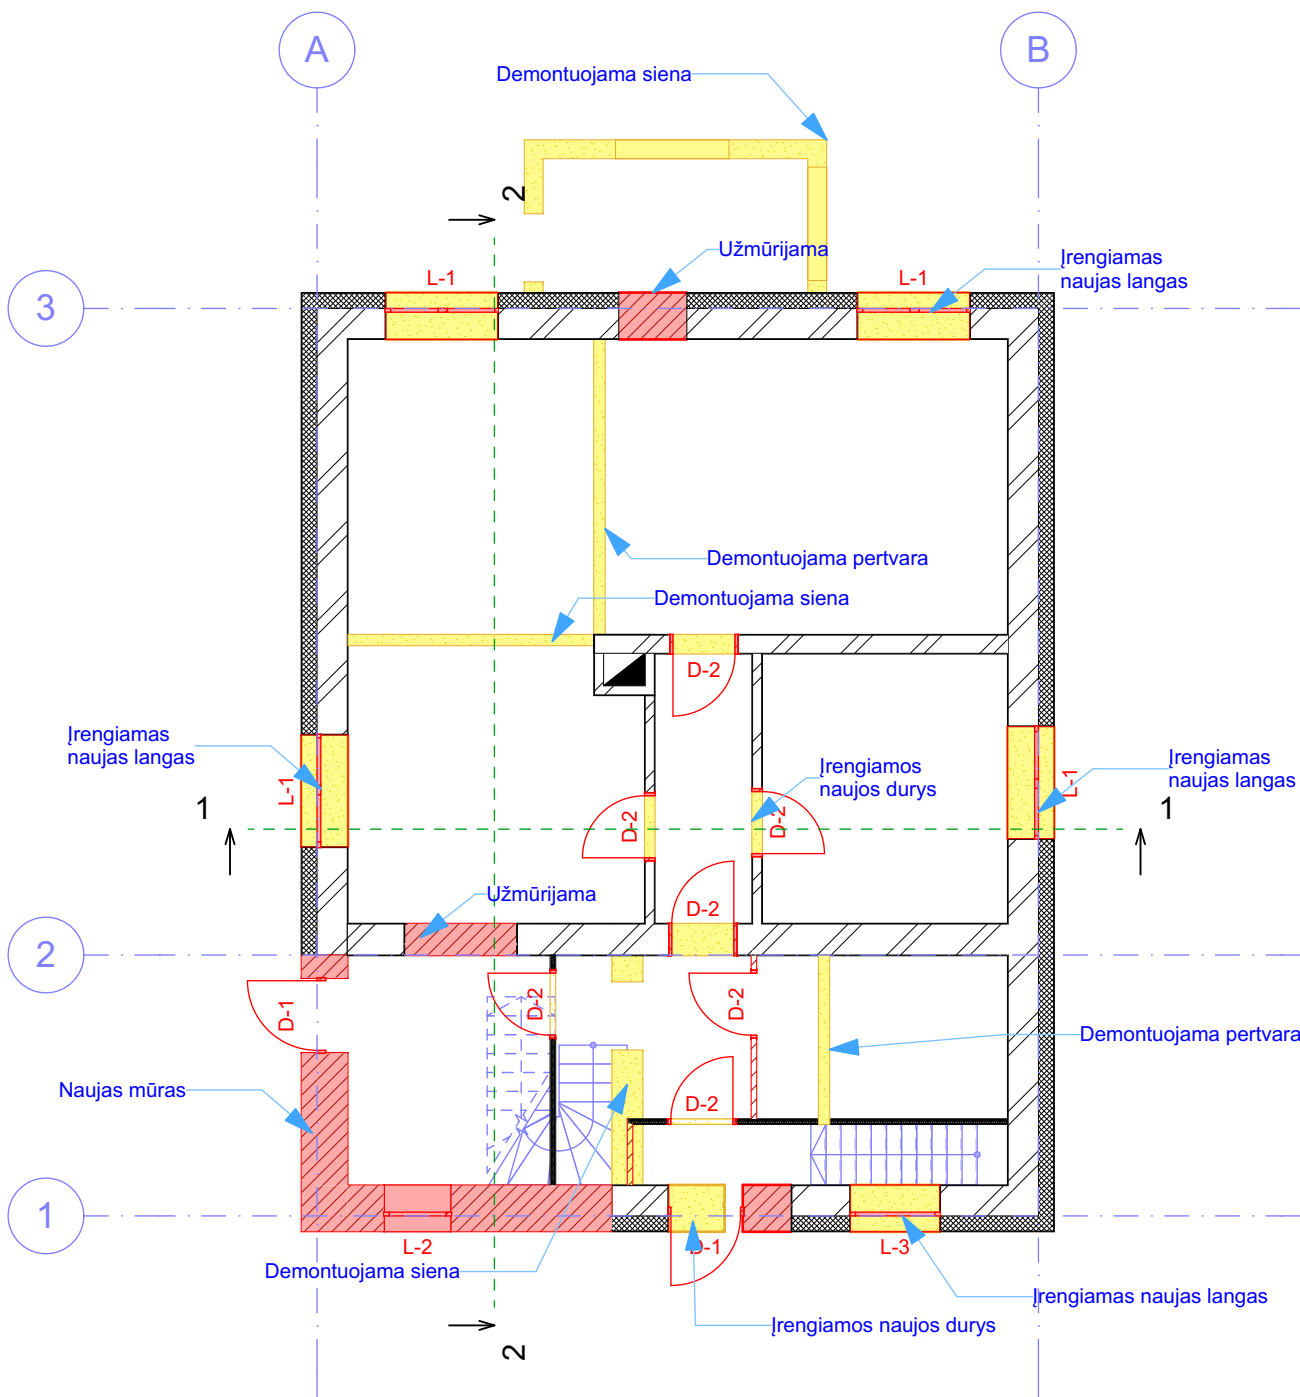 A
B
Demontuojama siena
2
Užmūrijama
Įrengiamas
naujas langas
L-1
L-1
3
Demontuojama pertvara
Demontuojama siena
D-2
Įrengiamas
naujas langas
L-1
Įrengiamos
naujos durys
Įrengiamas
naujas langas
L-1
1
1
D-2
D-2
Užmūrijama
D-2
2
D-1
D-2
D-2
Demontuojama pertvara
Naujas mūras
D-2
1
L-2
D-1
L-3
Demontuojama siena
Įrengiamas naujas langas
Įrengiamos naujos durys
2